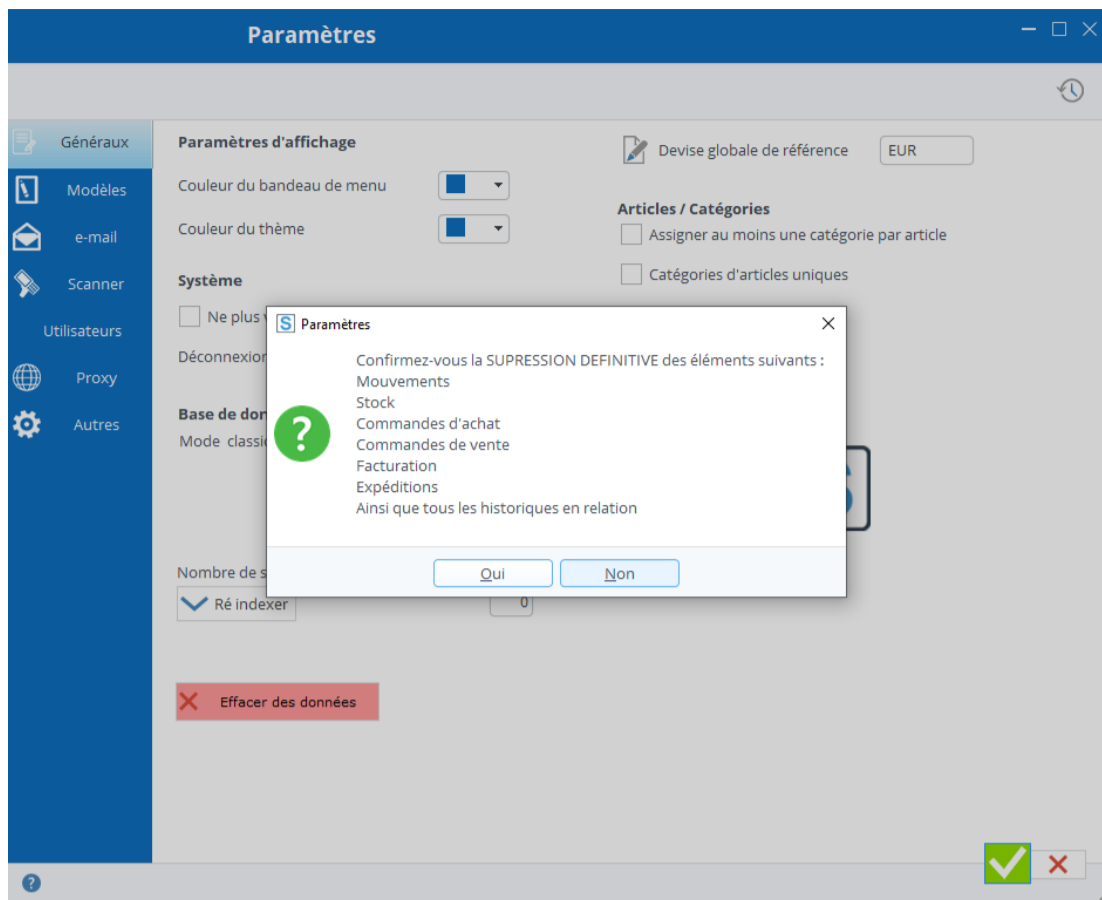 Paramètres
Généraux
Modèles
e-mail
Scanner
Utilisateurs
Proxy
Autres
Paramètres d'affichage
Couleur du bandeau de menu
Couleur du thème
Système
Ne plus
Déconnexion
Base de don
Mode classi
Nombre de s
Ré indexer
0
Effacer des données
Devise globale de référence
EUR
Articles / Catégories
Assigner au moins une catégorie par article
Catégories d'articles uniques
S Paramètres
Confirmez-vous la SUPRESSION DEFINITIVE des éléments suivants :
Mouvements
Stock
Commandes d'achat
Commandes de vente
Facturation
Expéditions
Ainsi que tous les historiques en relation
Oui
Non